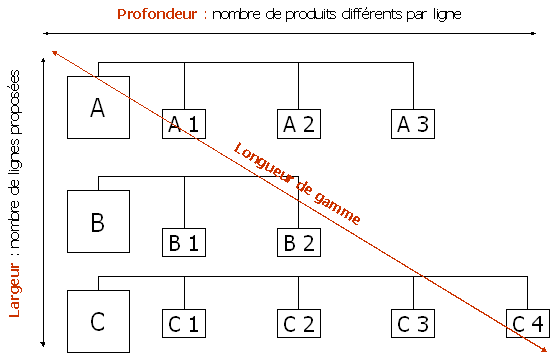 Profondeur : nombre de produits différents par ligne
Largeur : nombre de lignes proposées
A
A 1
A 2
A 3
Longueur de gamme
B
B 1
B 2
C
C 1
C 2
C 3
C 4